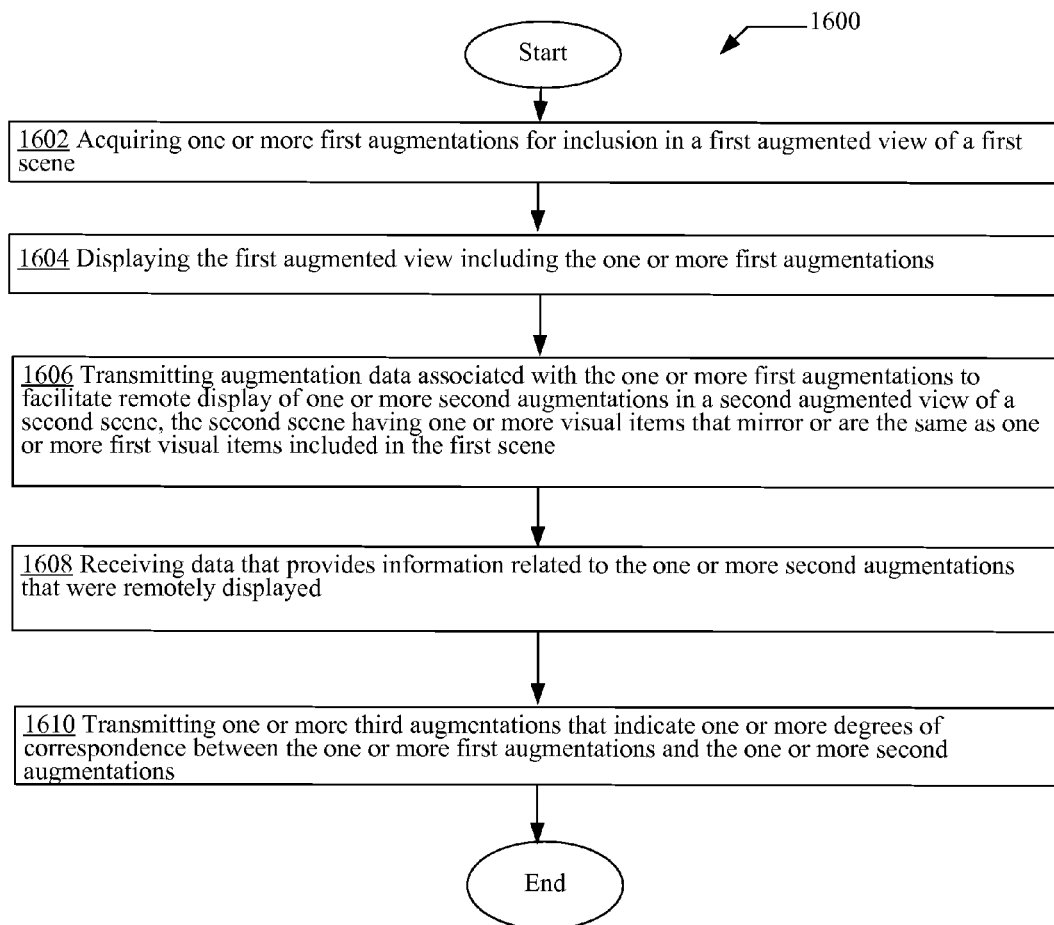 1600
Start
1602 Acquiring one or more first augmentations for inclusion in a first augmented view of a first
scene
1604 Displaying the first augmented view including the one or more first augmentations
1606 Transmitting augmentation data associated with the one or more first augmentations to
facilitate remote display of one or more second augmentations in a second augmented view of a
second scene, the second scene having one or more visual items that mirror or are the same as one
or more first visual items included in the first scene
1608 Receiving data that provides information related to the one or more second augmentations
that were remotely displayed
1610 Transmitting one or more third augmentations that indicate one or more degrees of
correspondence between the one or more first augmentations and the one or more second
augmentations
End